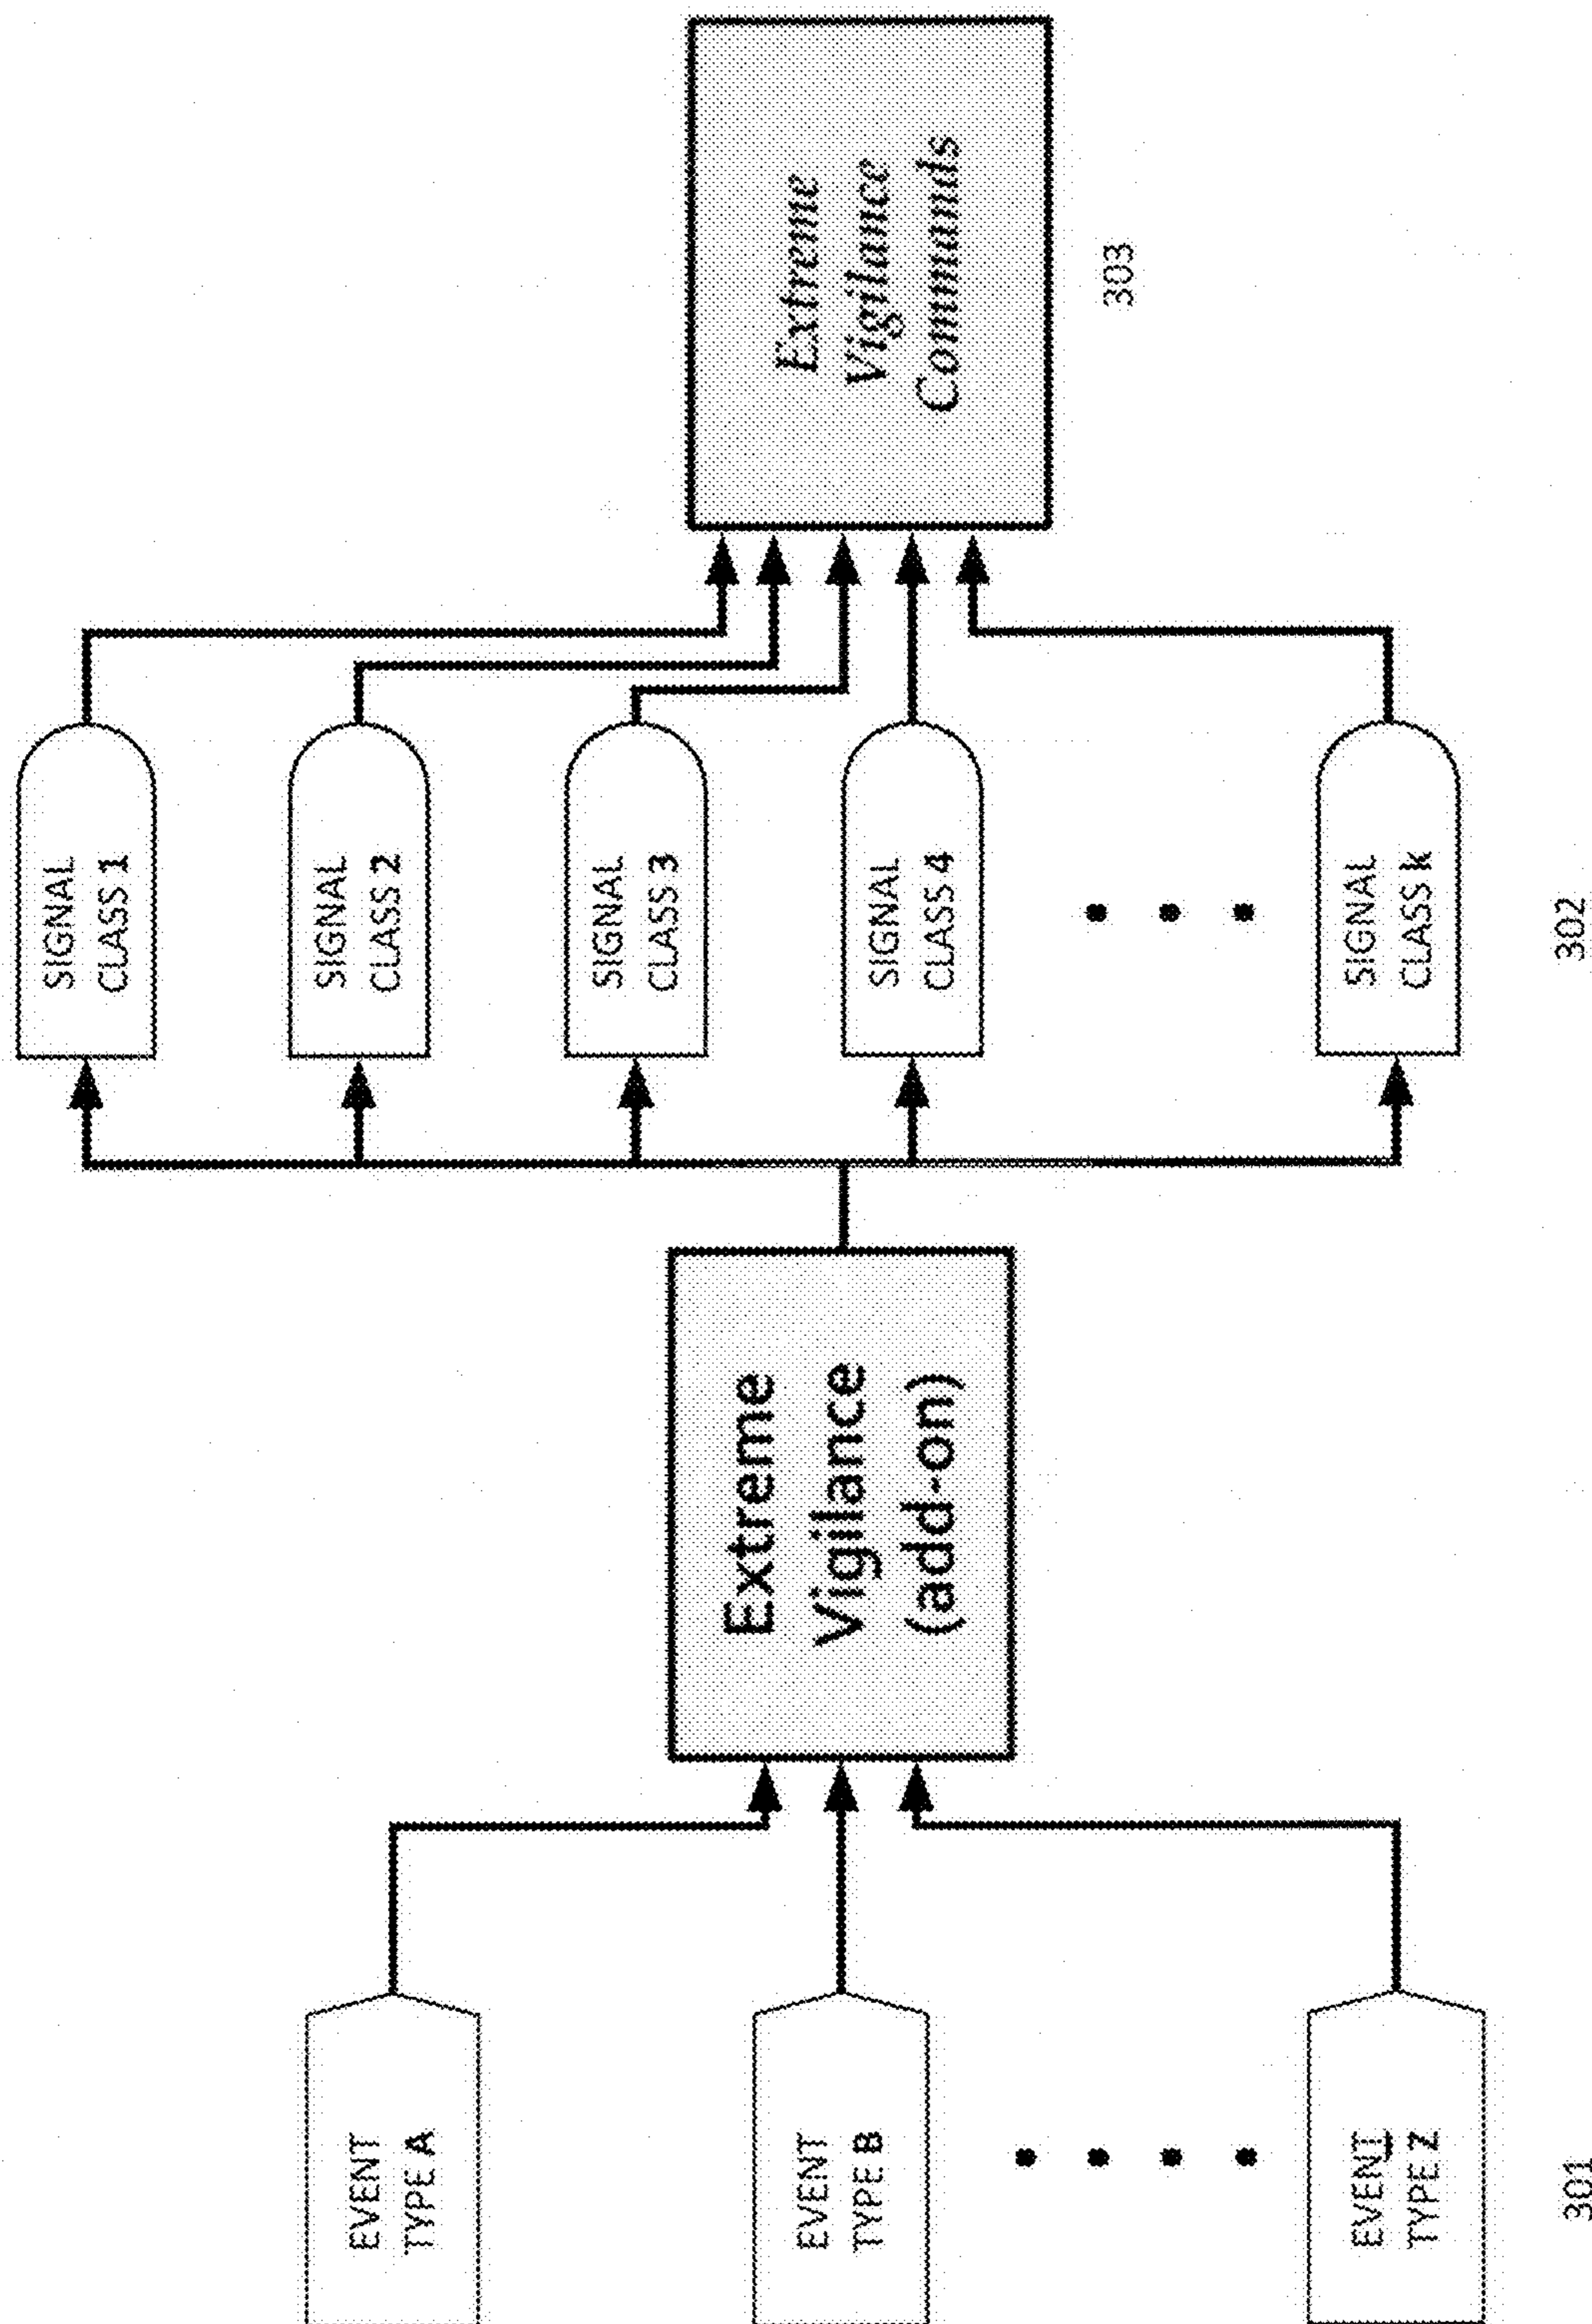 EVENT
TYPE A
EVENT
TYPE B
EVENT
TYPE Z
301
Extreme
Vigilance
(add-on)
SIGNAL
CLASS 1
SIGNAL
CLASS 2
SIGNAL
CLASS 3
SIGNAL
CLASS 4
SIGNAL
CLASS k
302
Extreme
Vigilance
Commands
303